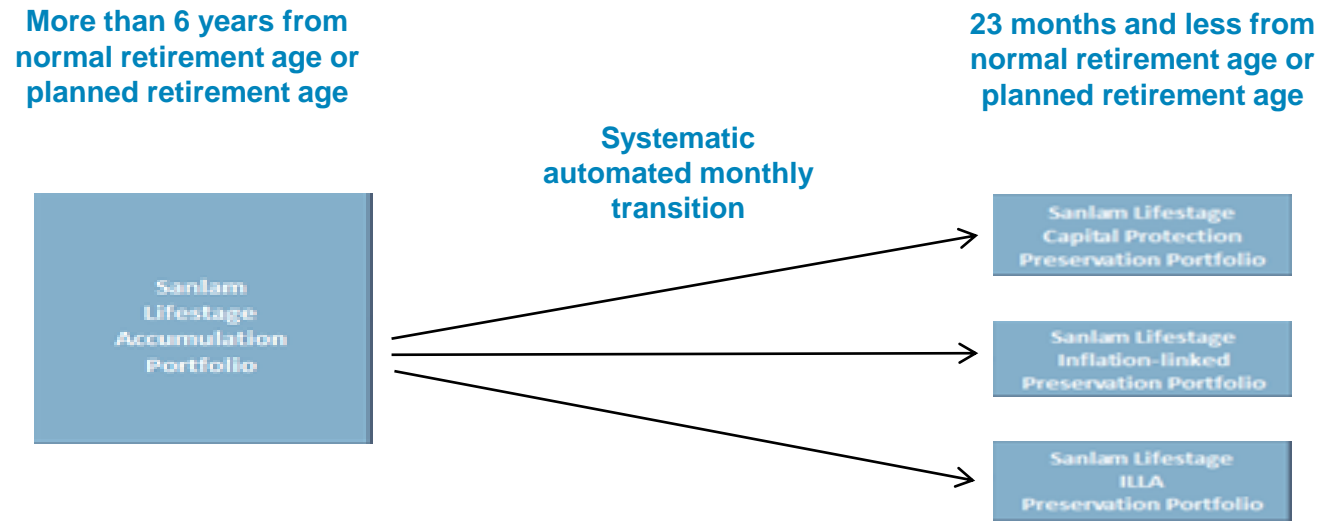 More than 6 years from
normal retirement age or
planned retirement age
Systematic
automated monthly
transition
23 months and less from
normal retirement age or
planned retirement age
Sanlam
Lifestage
Accumulation
Portfolio
Sanlam Lifestage
Capital Protection
Preservation Portfolio
Sanlam Lifestage
Inflation-linked
Preservation Portfolio
Sanlam Lifestage
ILLA
Preservation Portfolio